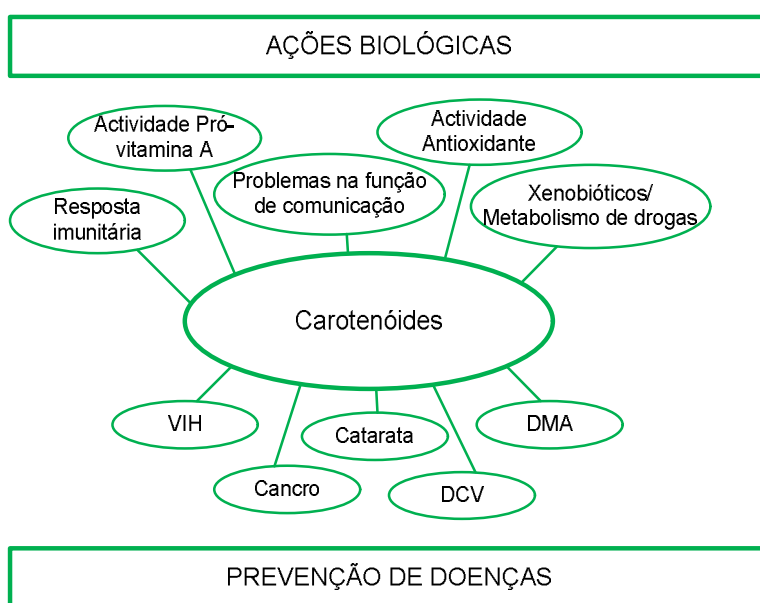 AÇÕES BIOLÓGICAS
Actividade Pró-
vitamina A
Actividade
Antioxidante
Problemas na função
de comunicação
Xenobióticos/
Metabolismo de drogas
Resposta
imunitária
Carotenóides
VIH
Catarata
DMA
Cancro
DCV
PREVENÇÃO DE DOENÇAS